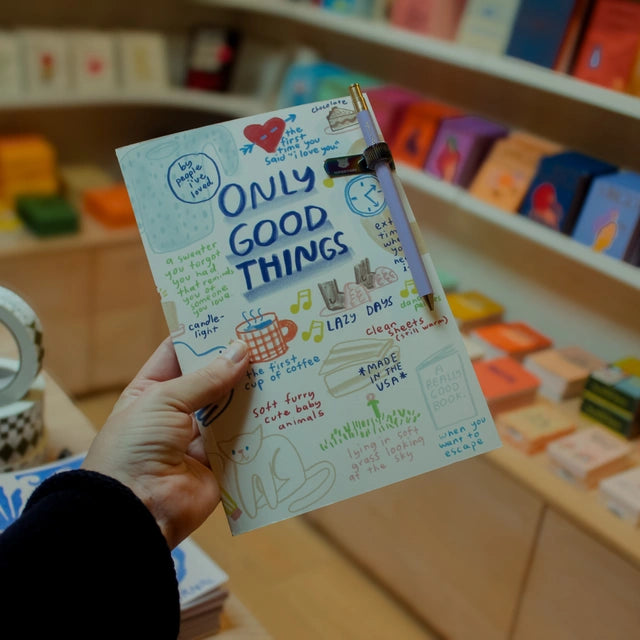 chocolate
the
first
time you
said "i love you"
by
people
i've
loved
ONLY
GOOD
THINGS
a sweater
you forgot
you had
that reminds
you of
someone
you love
candle-
light
LAZY DAYS
clean
sheets
(still warm)
the first
cup of coffee
*MADE
IN THE
USA*
A
REALLY
GOOD
BOOK.
soft furry
cute baby
animals
lying in soft
grass looking
at the sky
when you
want to
escape